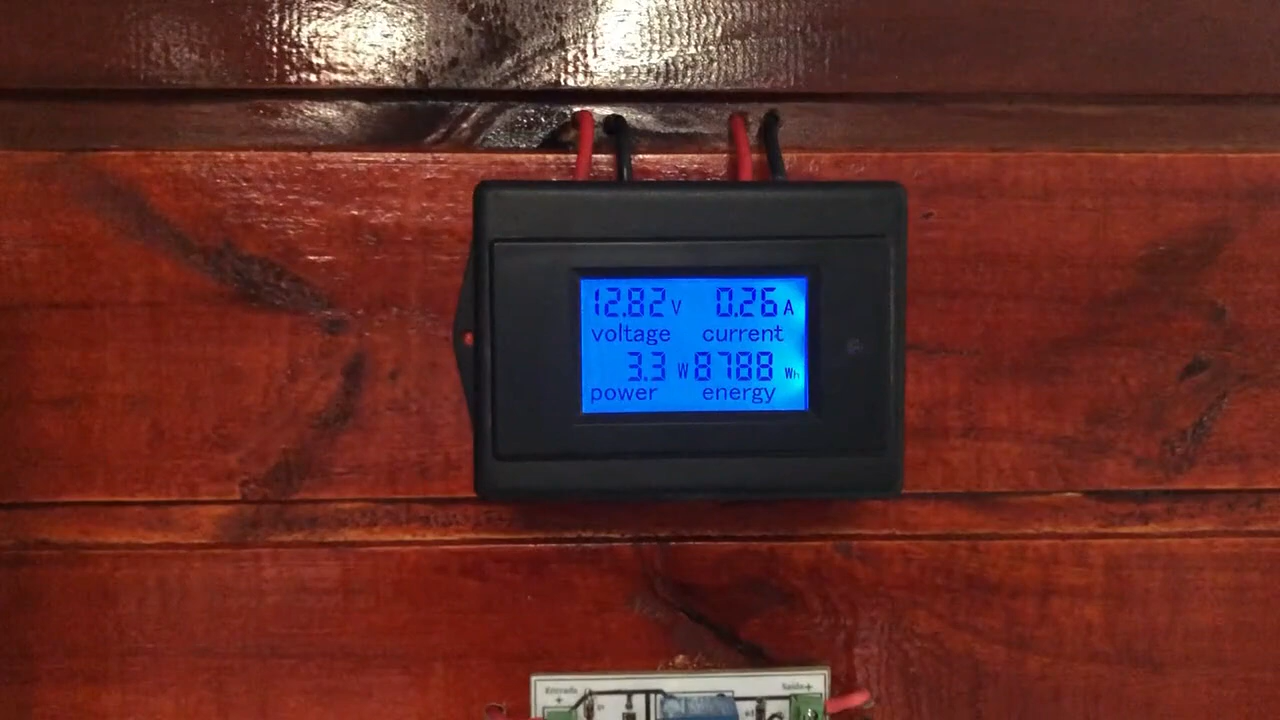 12.82 V 0.26 A
voltage current
3.3 W 8788 Wh
power energy
Entrada Saída+
+